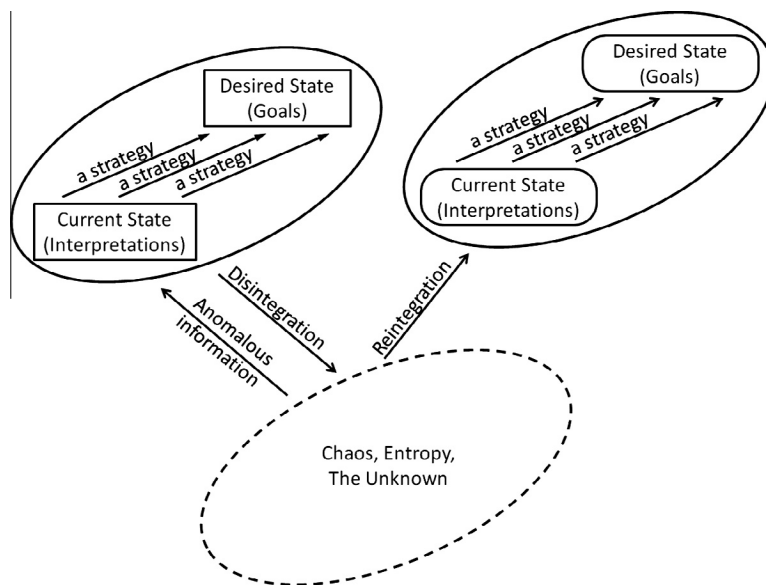 Desired State
(Goals)
a strategy
a strategy
a strategy
Current State
(Interpretations)
Desired State
(Goals)
a strategy
a strategy
a strategy
Current State
(Interpretations)
Disintegration
Anomalous
information
Reintegration
Chaos, Entropy,
The Unknown